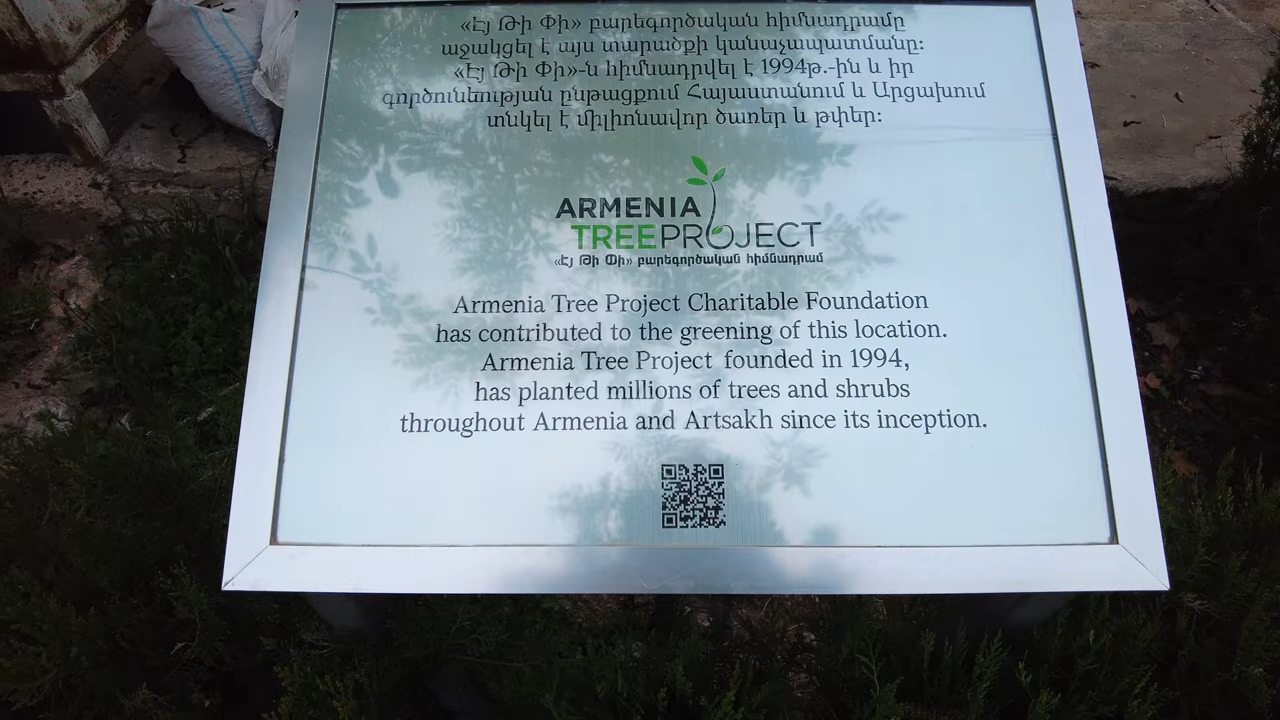 «Էյ Թի Փի» բարեգործական հիմնադրամը
աջակցել է այս տարածքի կանաչապատմանը:
«Էյ Թի Փի»-ն հիմնադրվել է 1994թ.-ին և իր
գործունեության ընթացքում Հայաստանում և Արցախում
տնկել է միլիոնավոր ծառեր և թփեր:
ARMENIA
TREEPROJECT
«Էյ Թի Փի» բարեգործական հիմնադրամ
Armenia Tree Project Charitable Foundation
has contributed to the greening of this location.
Armenia Tree Project founded in 1994,
has planted millions of trees and shrubs
throughout Armenia and Artsakh since its inception.